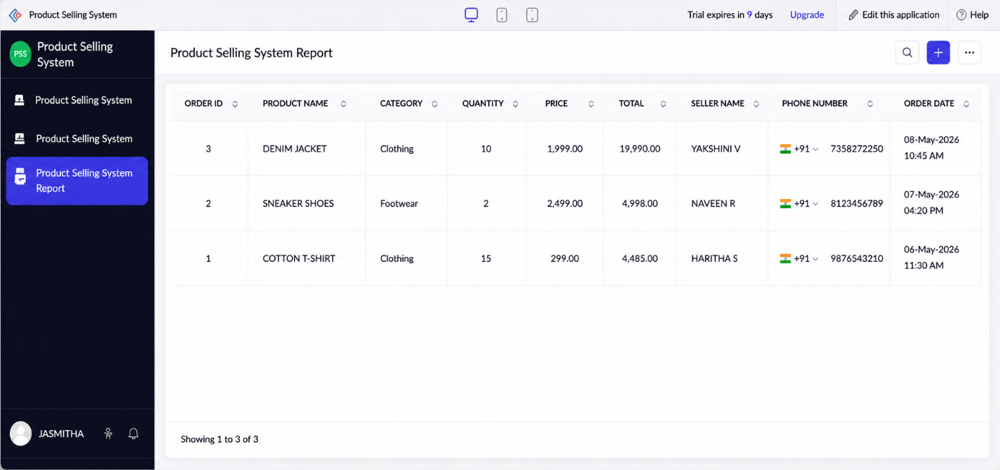 Product Selling System
Trial expires in 9 days Upgrade Edit this application Help
PSS Product Selling
System
Product Selling System
Product Selling System
Product Selling System
Report
JASMITHA
Product Selling System Report
ORDER ID PRODUCT NAME CATEGORY QUANTITY PRICE TOTAL SELLER NAME PHONE NUMBER ORDER DATE
3 DENIM JACKET Clothing 10 1,999.00 19,990.00 YAKSHINI V +91 7358272250 08-May-2026
10:45 AM
2 SNEAKER SHOES Footwear 2 2,499.00 4,998.00 NAVEEN R +91 8123456789 07-May-2026
04:20 PM
1 COTTON T-SHIRT Clothing 15 299.00 4,485.00 HARITHA S +91 9876543210 06-May-2026
11:30 AM
Showing 1 to 3 of 3